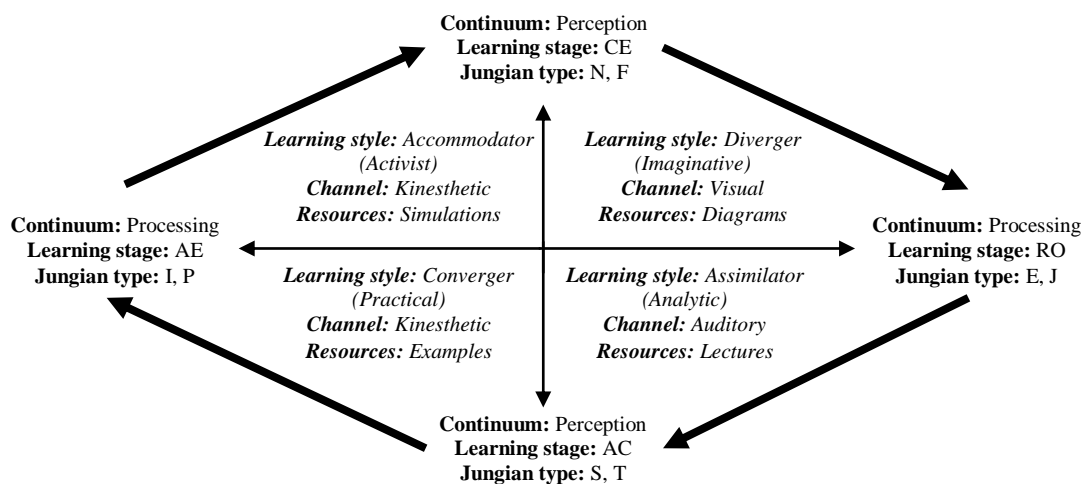 Continuum: Perception
Learning stage: CE
Jungian type: N, F
Learning style: Accommodator
(Activist)
Channel: Kinesthetic
Resources: Simulations
Learning style: Diverger
(Imaginative)
Channel: Visual
Resources: Diagrams
Continuum: Processing
Learning stage: AE
Jungian type: I, P
Continuum: Processing
Learning stage: RO
Jungian type: E, J
Learning style: Converger
(Practical)
Channel: Kinesthetic
Resources: Examples
Learning style: Assimilator
(Analytic)
Channel: Auditory
Resources: Lectures
Continuum: Perception
Learning stage: AC
Jungian type: S, T